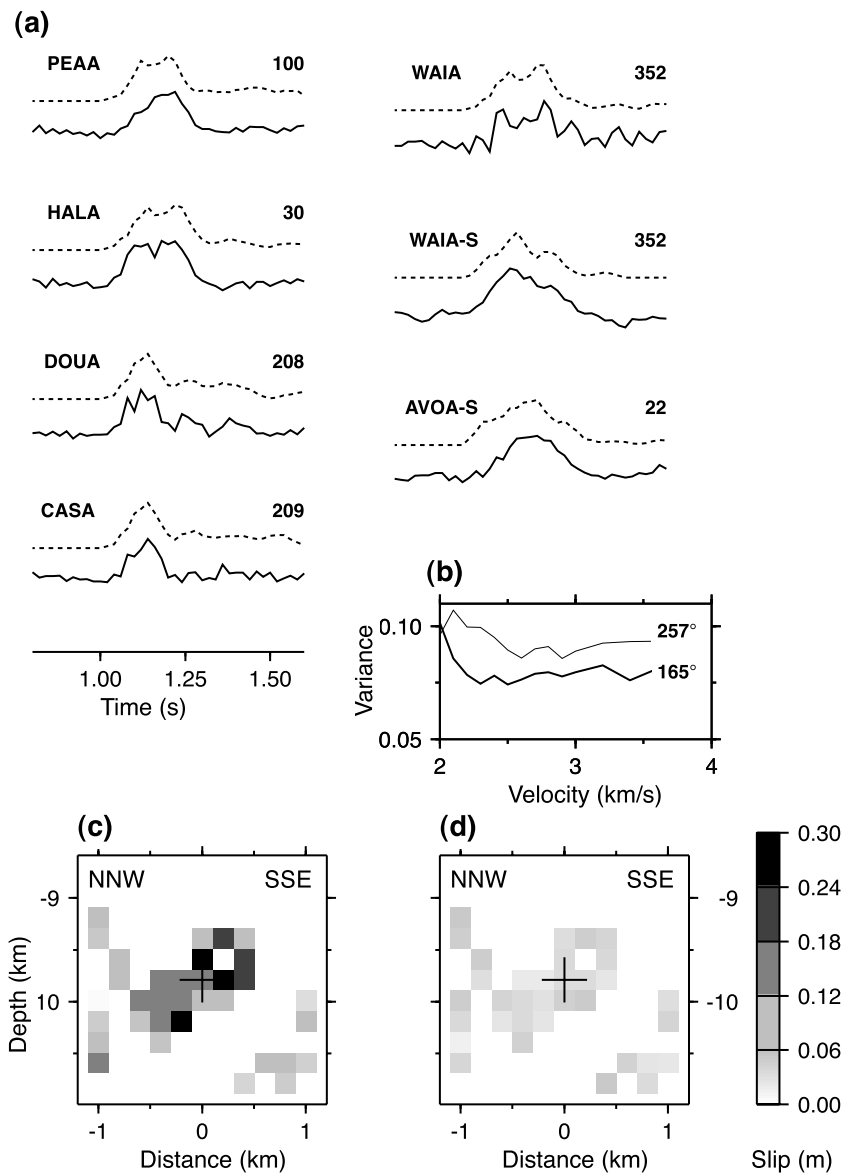 (a)
PEAA 100
WAIA 352
HALA 30
WAIA-S 352
DOUA 208
AVOA-S 22
CASA 209
1.00 1.25 1.50
Time (s)
(b)
0.10
0.05
Variance
257°
165°
2 3 4
Velocity (km/s)
(c)
NNW SSE
-9
10
Depth (km)
-1 0 1
Distance (km)
(d)
NNW SSE
-9
-10
-1 0 1
Distance (km)
0.30
0.24
0.18
0.12
0.06
0.00
Slip (m)